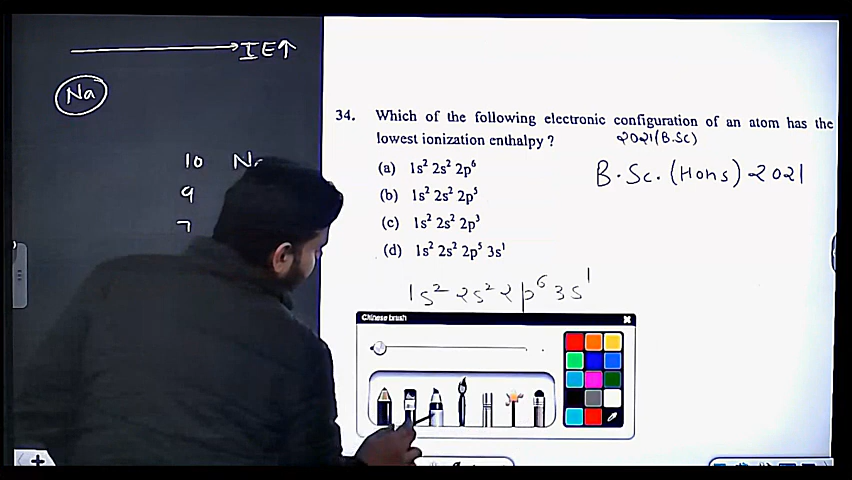 IE↑
Na
10
9
7
34. Which of the following electronic configuration of an atom has the
lowest ionization enthalpy ? 2021(B.SC)
(a) 1s² 2s² 2p⁶
B.Sc.(Hons) 2021
(b) 1s² 2s² 2p⁵
(c) 1s² 2s² 2p³
(d) 1s² 2s² 2p⁵ 3s¹
1s² 2s² 2p⁶ 3s¹
Chinese brush